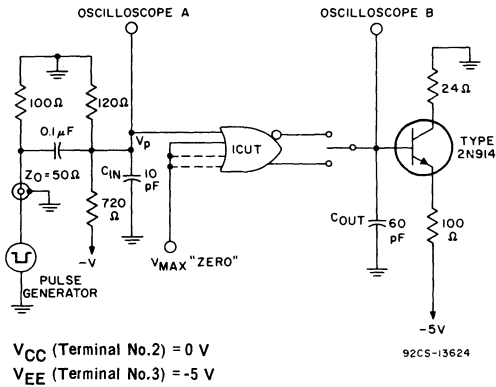 OSCILLOSCOPE A
OSCILLOSCOPE B
100Ω
120Ω
24Ω
0.1µF
Vp
ICUT
TYPE
2N914
Z₀=50Ω
CIN
10
pF
720
Ω
-V
COUT
60
pF
100
Ω
VMAX "ZERO"
PULSE
GENERATOR
-5V
VCC (Terminal No.2) = 0 V
92CS-13624
VEE (Terminal No.3) = -5 V